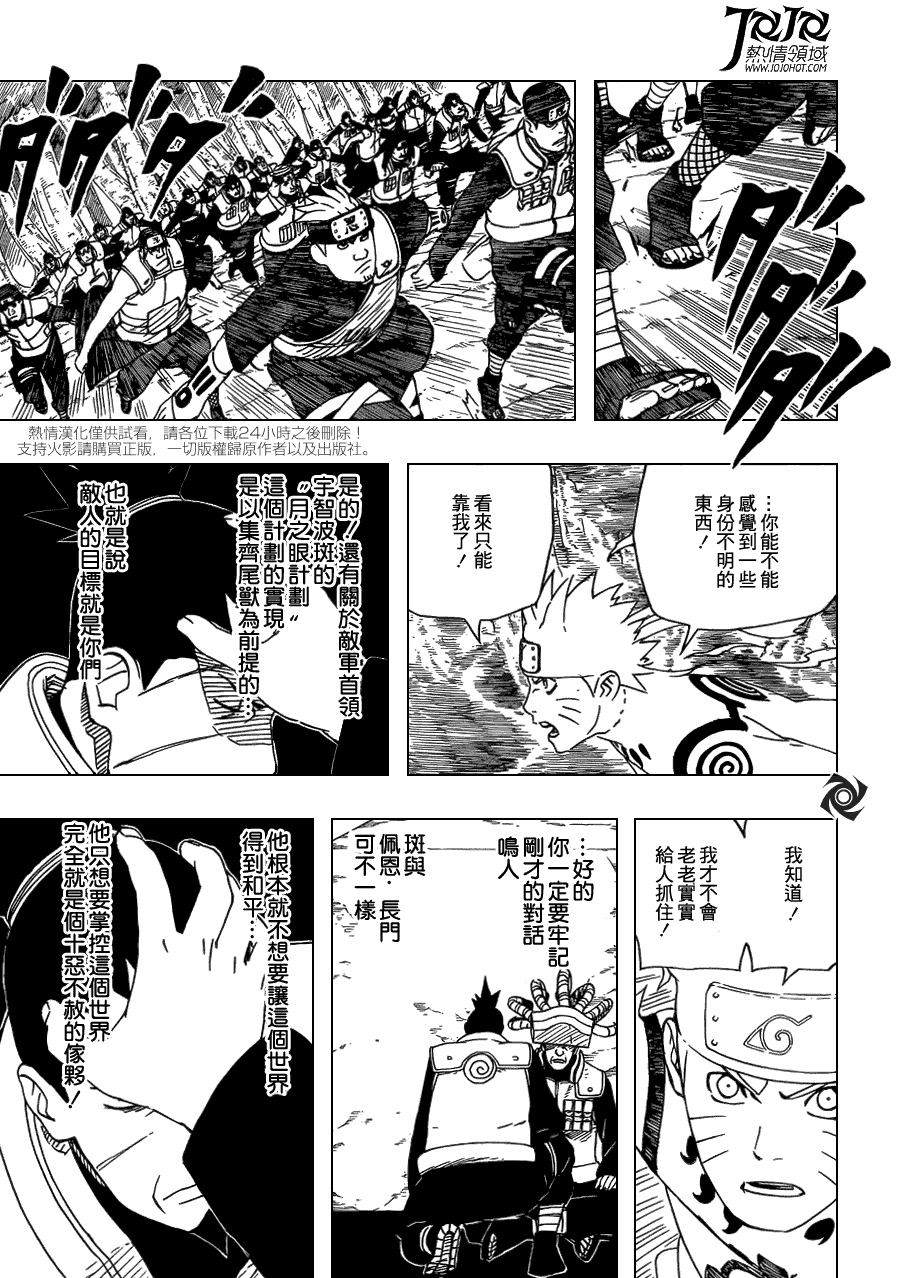 JOJO
熱情領域
WWW.JOJOHOT.COM
ダダダ!!
ダダダ
熱情漢化僅供試看，請各位下載24小時之後刪除！
支持火影請購買正版，一切版權歸原作者以及出版社。
…你能不能
感覺到一些
身份不明的
東西！
看來只能
靠我了！
是的！還有關於敵軍首領
宇智波斑的
〝月之眼計劃〞
這個計劃的實現
是以集齊尾獸為前提的…
也就是說
敵人的目標就是你們
我知道！
我才不會
老老實實
給人抓住！
…好的
你一定要牢記
剛才的對話
鳴人
斑與
佩恩·長門
可不一樣
他根本就不想要讓這個世界
得到和平…
他只想要掌控這個世界
完全就是個十惡不赦的傢夥！